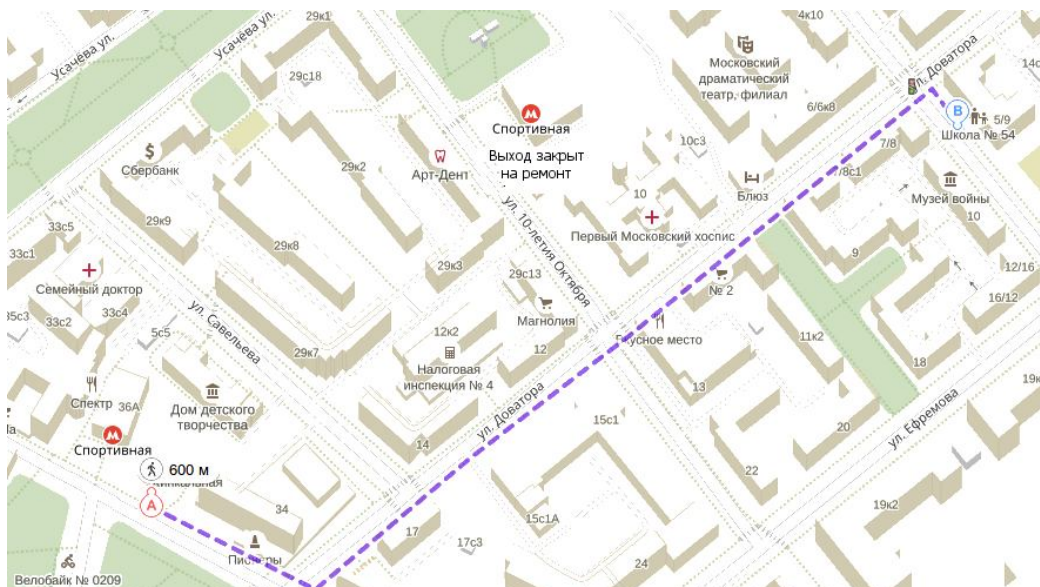 29к1
4к10
Усачёва ул.
Усачёва ул.
29с18
Московский
драматический
театр, филиал
ул. Доватора
14с
6/6к8
B
5/9
Школа № 54
Спортивная
Выход закрыт
на ремонт
7/8
10с3
7/8с1
Сбербанк
29к2
Арт-Дент
Блюз
Музей войны
10
10
ул. 10-летия Октября
Первый Московский хоспис
33с5
29к9
33с1
29к8
29к3
9
12/16
Семейный доктор
29с13
№ 2
16/12
35с3
33с2
33с4
5с5
ул. Савельева
Магнолия
12к2
12
Вкусное место
11к2
29к7
Налоговая
инспекция № 4
18
Спектр
36А
Дом детского
творчества
13
19к
ул. Доватора
15с1
20
ул. Ефремова
Спортивная
14
22
600 м
A
34
15с1А
19к2
17
17с3
24
Пионеры
Велобайк № 0209